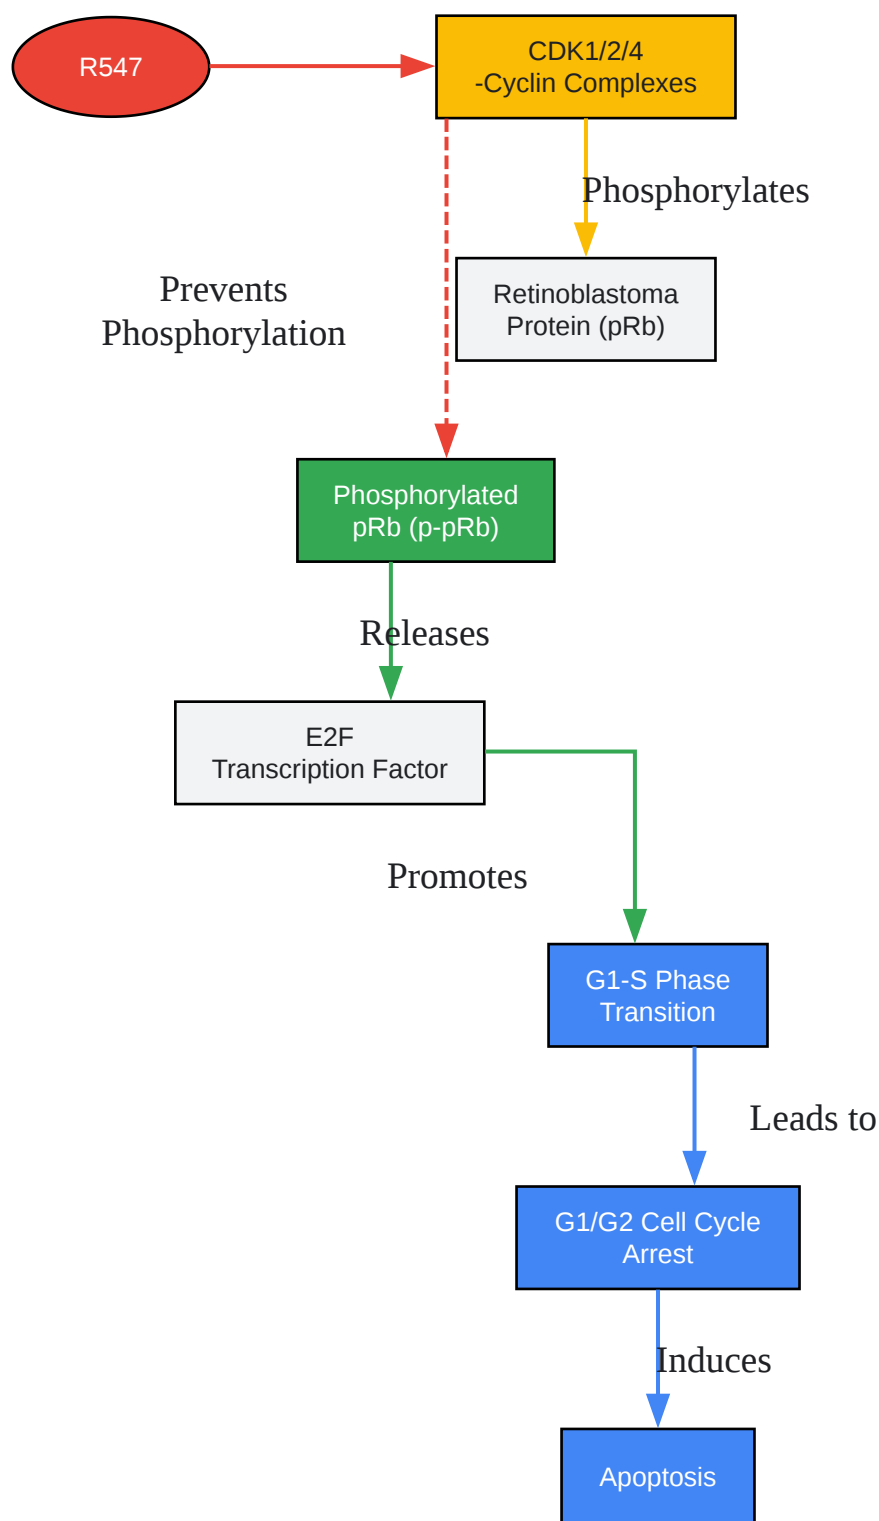 R547
CDK1/2/4
-Cyclin Complexes
Phosphorylates
Prevents
Phosphorylation
Retinoblastoma
Protein (pRb)
Phosphorylated
pRb (p-pRb)
Releases
E2F
Transcription Factor
Promotes
G1-S Phase
Transition
Leads to
G1/G2 Cell Cycle
Arrest
Induces
Apoptosis